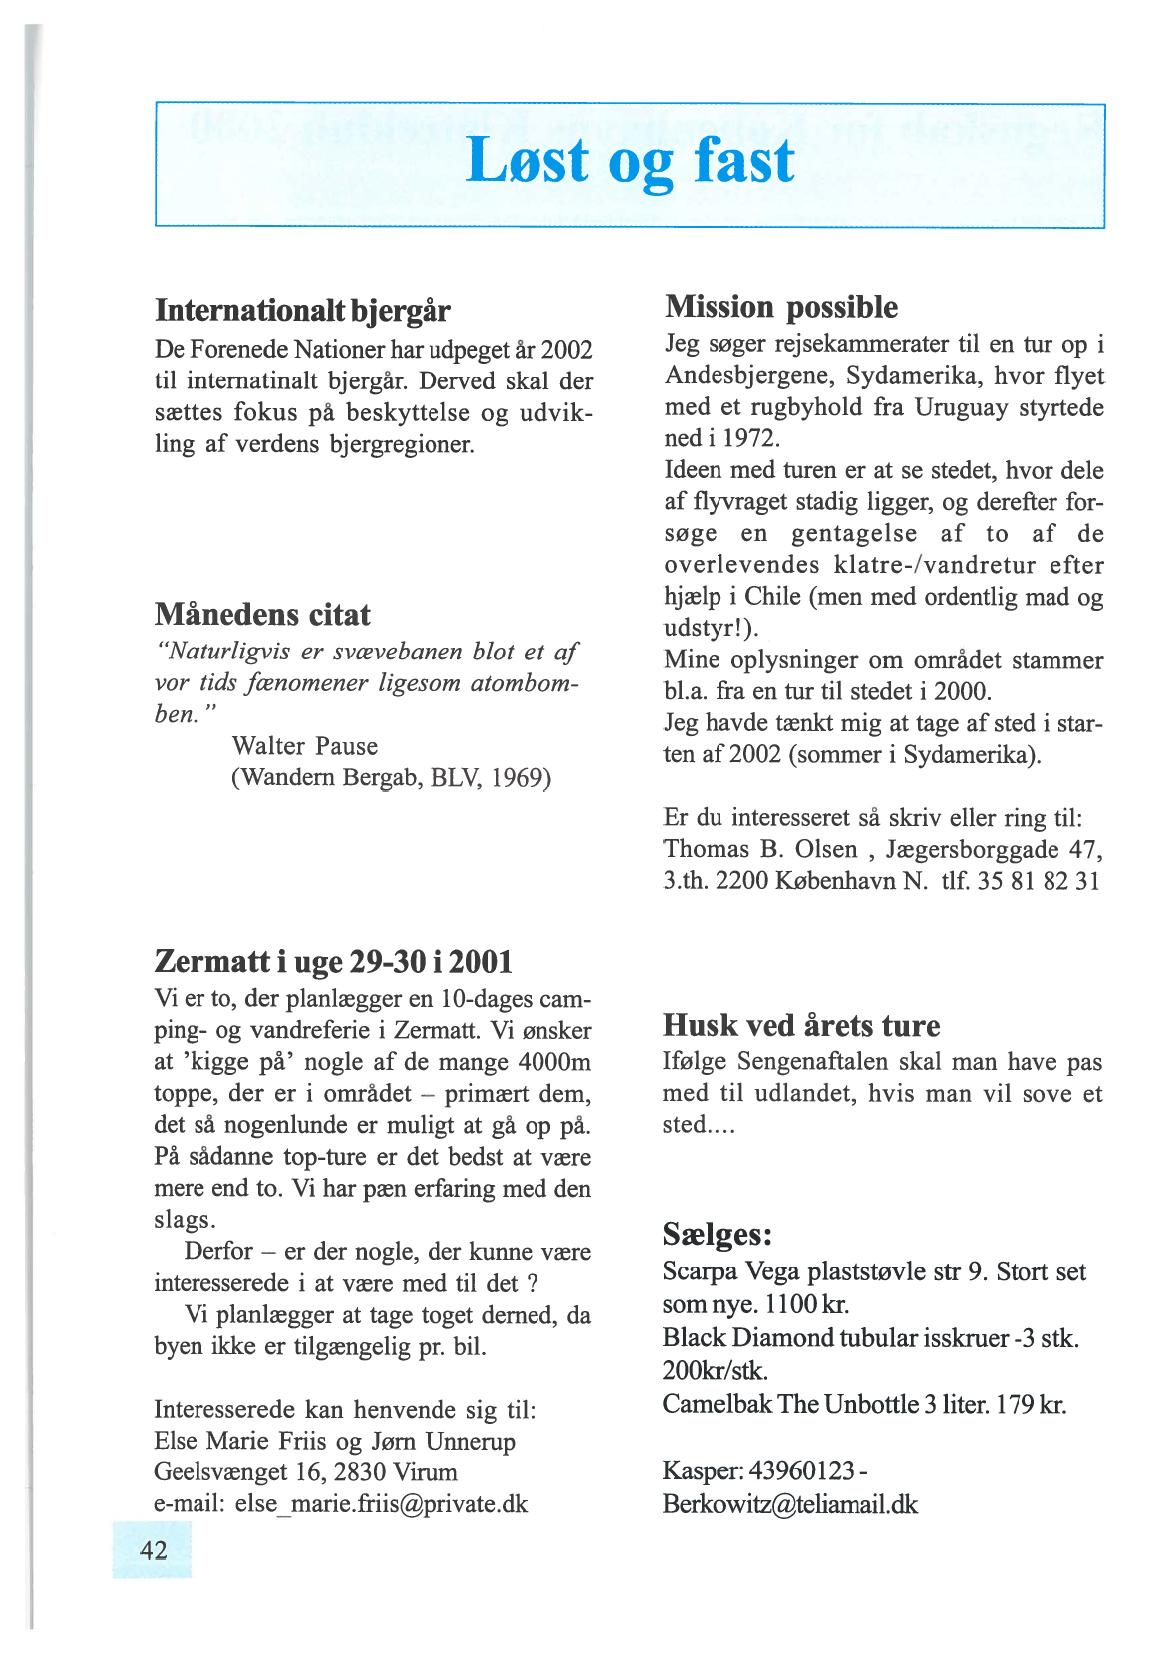 Løst og fast
Internationalt bjergår
De Forenede Nationer har udpeget år 2002
til internatinalt bjergår. Derved skal der
sættes fokus på beskyttelse og udvik-
ling af verdens bjergregioner.
Månedens citat
“Naturligvis er svævebanen blot et af
vor tids fænomener ligesom atombom-
ben.”
Walter Pause
(Wandern Bergab, BLV, 1969)
Zermatt i uge 29-30 i 2001
Vi er to, der planlægger en 10-dages cam-
ping- og vandreferie i Zermatt. Vi ønsker
at ’kigge på’ nogle af de mange 4000m
toppe, der er i området – primært dem,
det så nogenlunde er muligt at gå op på.
På sådanne top-ture er det bedst at være
mere end to. Vi har pæn erfaring med den
slags.
Derfor – er der nogle, der kunne være
interesserede i at være med til det ?
Vi planlægger at tage toget derned, da
byen ikke er tilgængelig pr. bil.
Interesserede kan henvende sig til:
Else Marie Friis og Jørn Unnerup
Geelsvænget 16, 2830 Virum
e-mail: else_marie.friis@private.dk
42
Mission possible
Jeg søger rejsekammerater til en tur op i
Andesbjergene, Sydamerika, hvor flyet
med et rugbyhold fra Uruguay styrtede
ned i 1972.
Ideen med turen er at se stedet, hvor dele
af flyvraget stadig ligger, og derefter for-
søge en gentagelse af to af de
overlevendes klatre-/vandretur efter
hjælp i Chile (men med ordentlig mad og
udstyr!).
Mine oplysninger om området stammer
bl.a. fra en tur til stedet i 2000.
Jeg havde tænkt mig at tage af sted i star-
ten af 2002 (sommer i Sydamerika).
Er du interesseret så skriv eller ring til:
Thomas B. Olsen , Jægersborggade 47,
3.th. 2200 København N. tlf. 35 81 82 31
Husk ved årets ture
Ifølge Sengenaftalen skal man have pas
med til udlandet, hvis man vil sove et
sted....
Sælges:
Scarpa Vega plaststøvle str 9. Stort set
som nye. 1100 kr.
Black Diamond tubular isskruer -3 stk.
200kr/stk.
Camelbak The Unbottle 3 liter. 179 kr.
Kasper: 43960123 -
Berkowitz@teliamail.dk